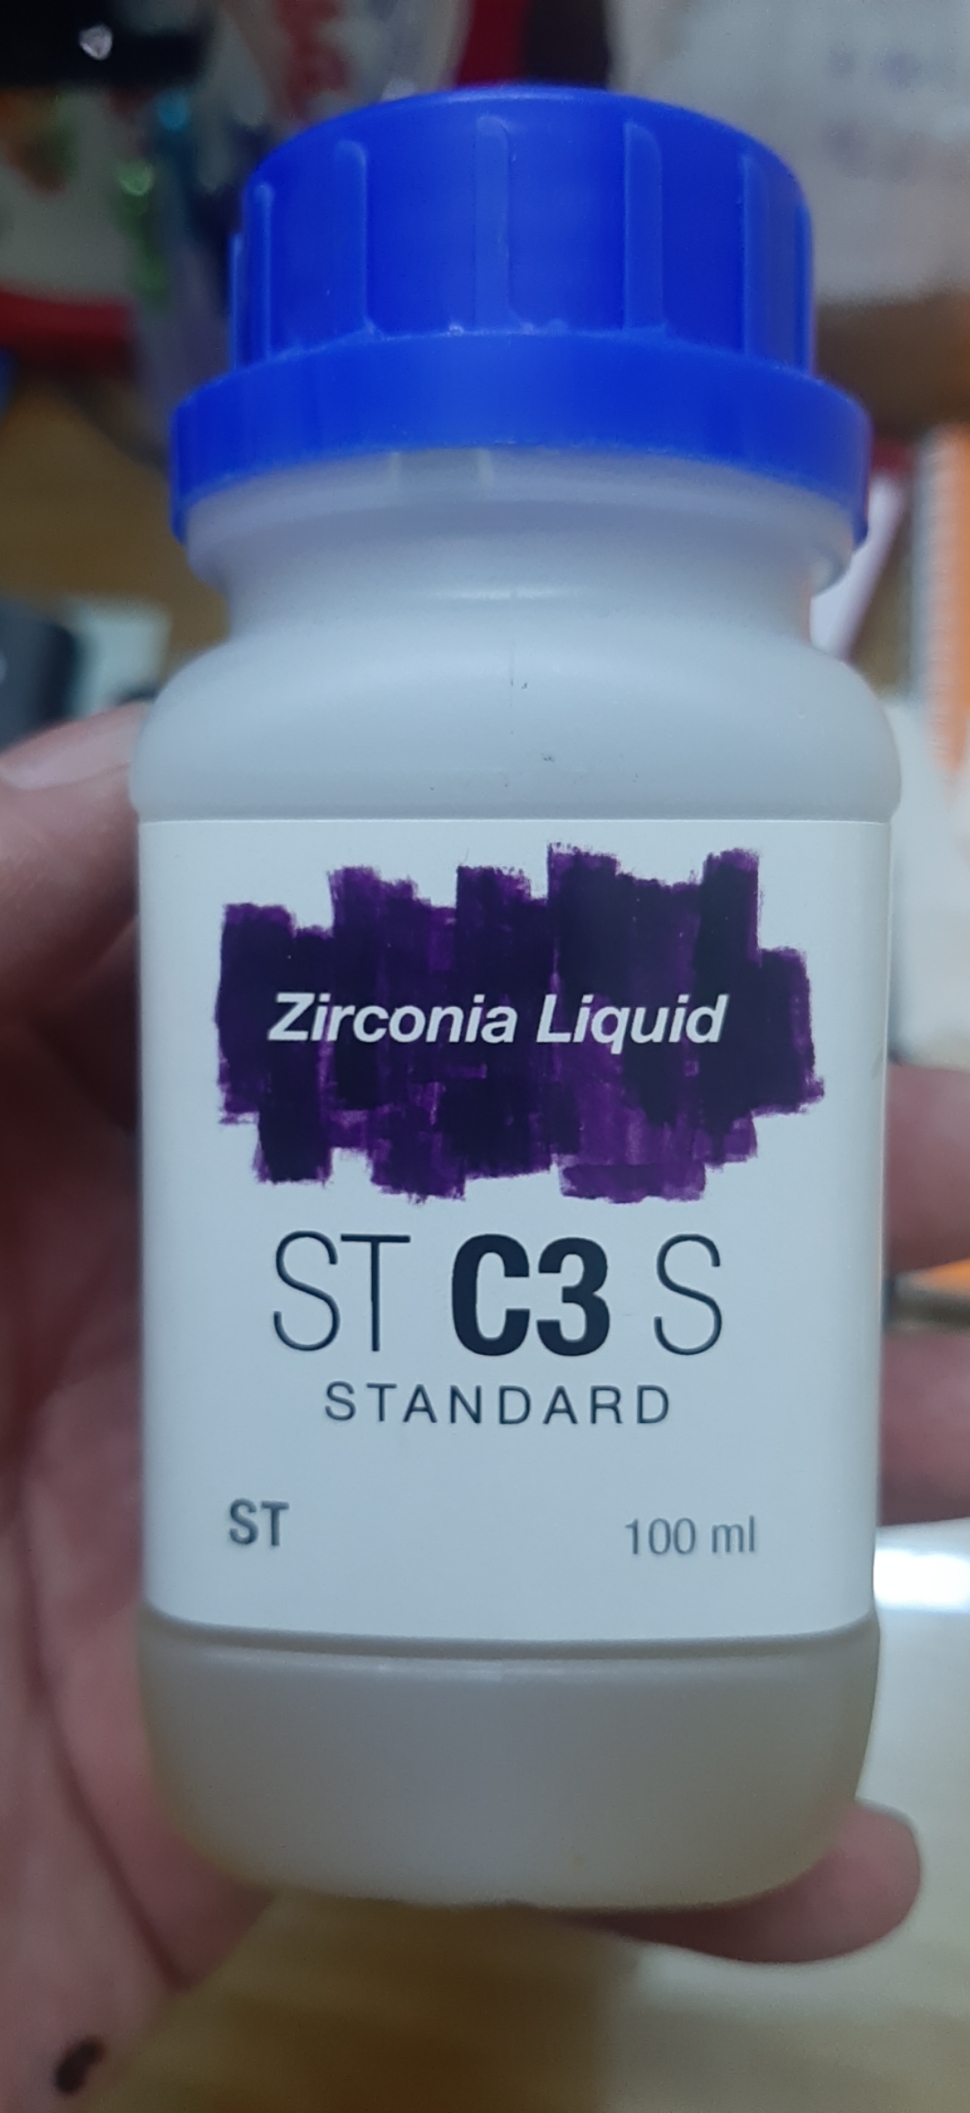 Zirconia Liquid
ST C3 S
STANDARD
ST 100 ml